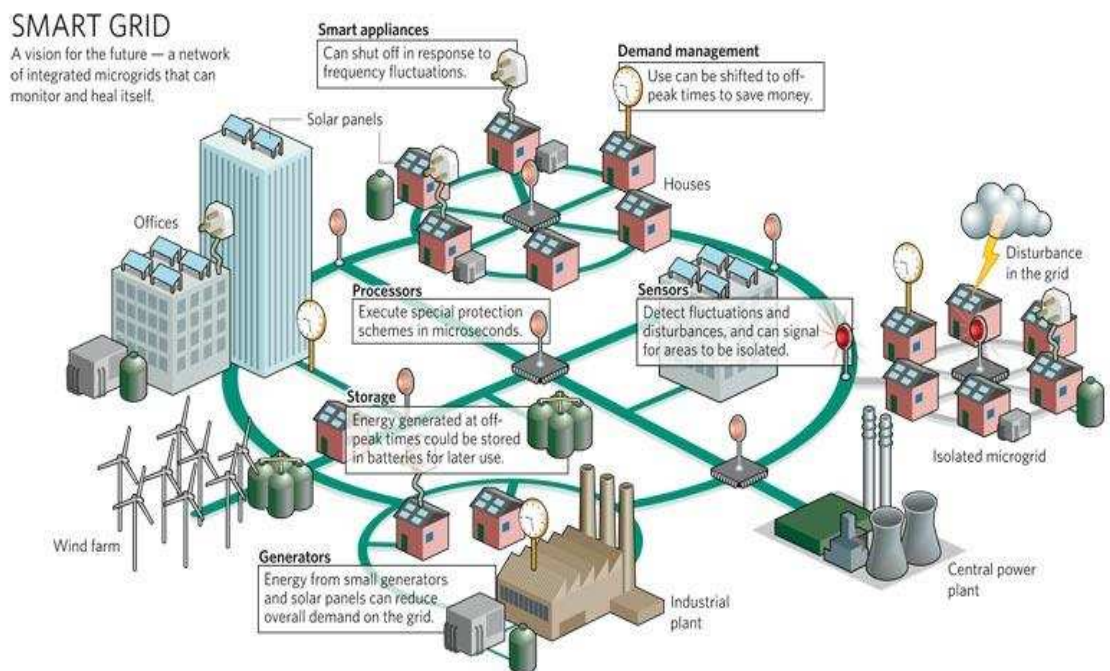 SMART GRID
A vision for the future — a network
of integrated microgrids that can
monitor and heal itself.
Smart appliances
Can shut off in response to
frequency fluctuations.
Demand management
Use can be shifted to off-
peak times to save money.
Solar panels
Houses
Offices
Disturbance
in the grid
Processors
Execute special protection
schemes in microseconds.
Sensors
Detect fluctuations and
disturbances, and can signal
for areas to be isolated.
Storage
Energy generated at off-
peak times could be stored
in batteries for later use.
Isolated microgrid
Wind farm
Generators
Energy from small generators
and solar panels can reduce
overall demand on the grid.
Industrial
plant
Central power
plant